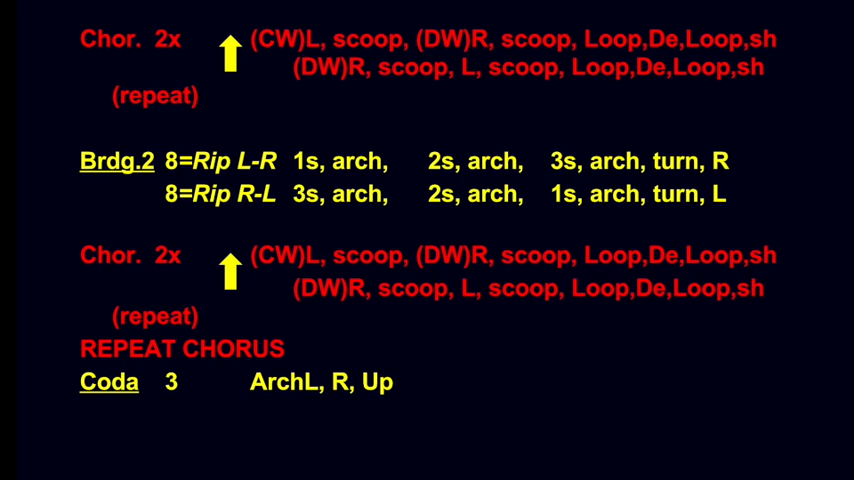 Chor. 2x (CW)L, scoop, (DW)R, scoop, Loop,De,Loop,sh
(DW)R, scoop, L, scoop, Loop,De,Loop,sh
(repeat)
Brdg.2 8=Rip L-R 1s, arch, 2s, arch, 3s, arch, turn, R
8=Rip R-L 3s, arch, 2s, arch, 1s, arch, turn, L
Chor. 2x (CW)L, scoop, (DW)R, scoop, Loop,De,Loop,sh
(DW)R, scoop, L, scoop, Loop,De,Loop,sh
(repeat)
REPEAT CHORUS
Coda 3 ArchL, R, Up